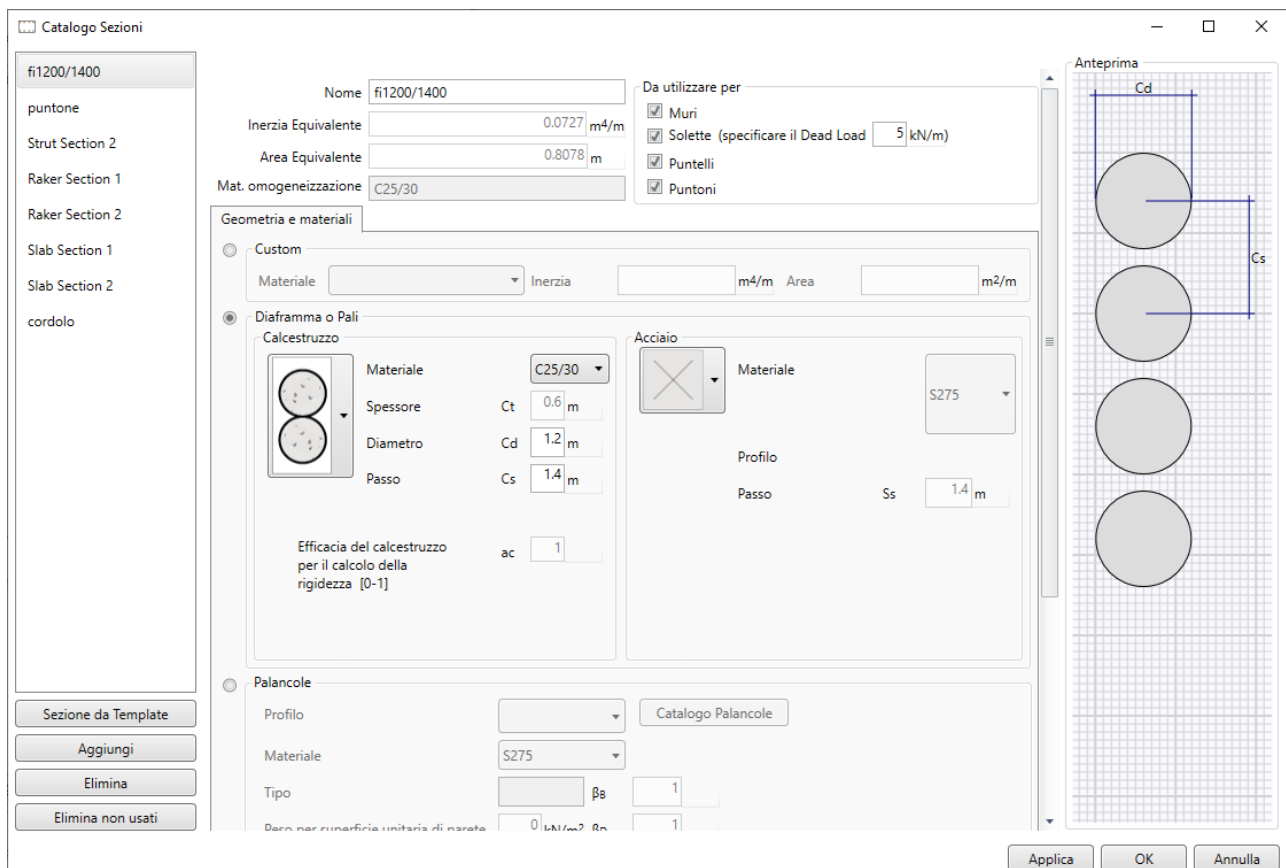 Catalogo Sezioni
fi1200/1400
puntone
Strut Section 2
Raker Section 1
Raker Section 2
Slab Section 1
Slab Section 2
cordolo
Sezione da Template
Aggiungi
Elimina
Elimina non usati
Nome fi1200/1400
Inerzia Equivalente 0.0727 m4/m
Area Equivalente 0.8078 m
Mat. omogeneizzazione C25/30
Da utilizzare per
Muri
Solette (specificare il Dead Load 5 kN/m)
Puntelli
Puntoni
Geometria e materiali
Custom
Materiale Inerzia m4/m Area m2/m
Diaframma o Pali
Calcestruzzo
Materiale C25/30
Spessore Ct 0.6 m
Diametro Cd 1.2 m
Passo Cs 1.4 m
Efficacia del calcestruzzo
per il calcolo della
rigidezza [0-1]
ac 1
Acciaio
Materiale S275
Profilo
Passo Ss 1.4 m
Palancole
Profilo Catalogo Palancole
Materiale S275
Tipo βB 1
Peso per superficie unitaria di parete 0 kN/m2 βD 1
Anteprima
Cd
Cs
Applica OK Annulla